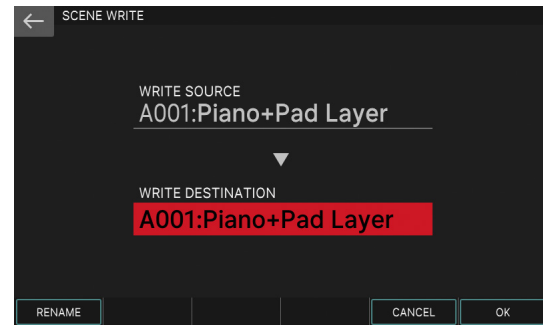 SCENE WRITE
WRITE SOURCE
A001:Piano+Pad Layer
WRITE DESTINATION
A001:Piano+Pad Layer
RENAME CANCEL OK